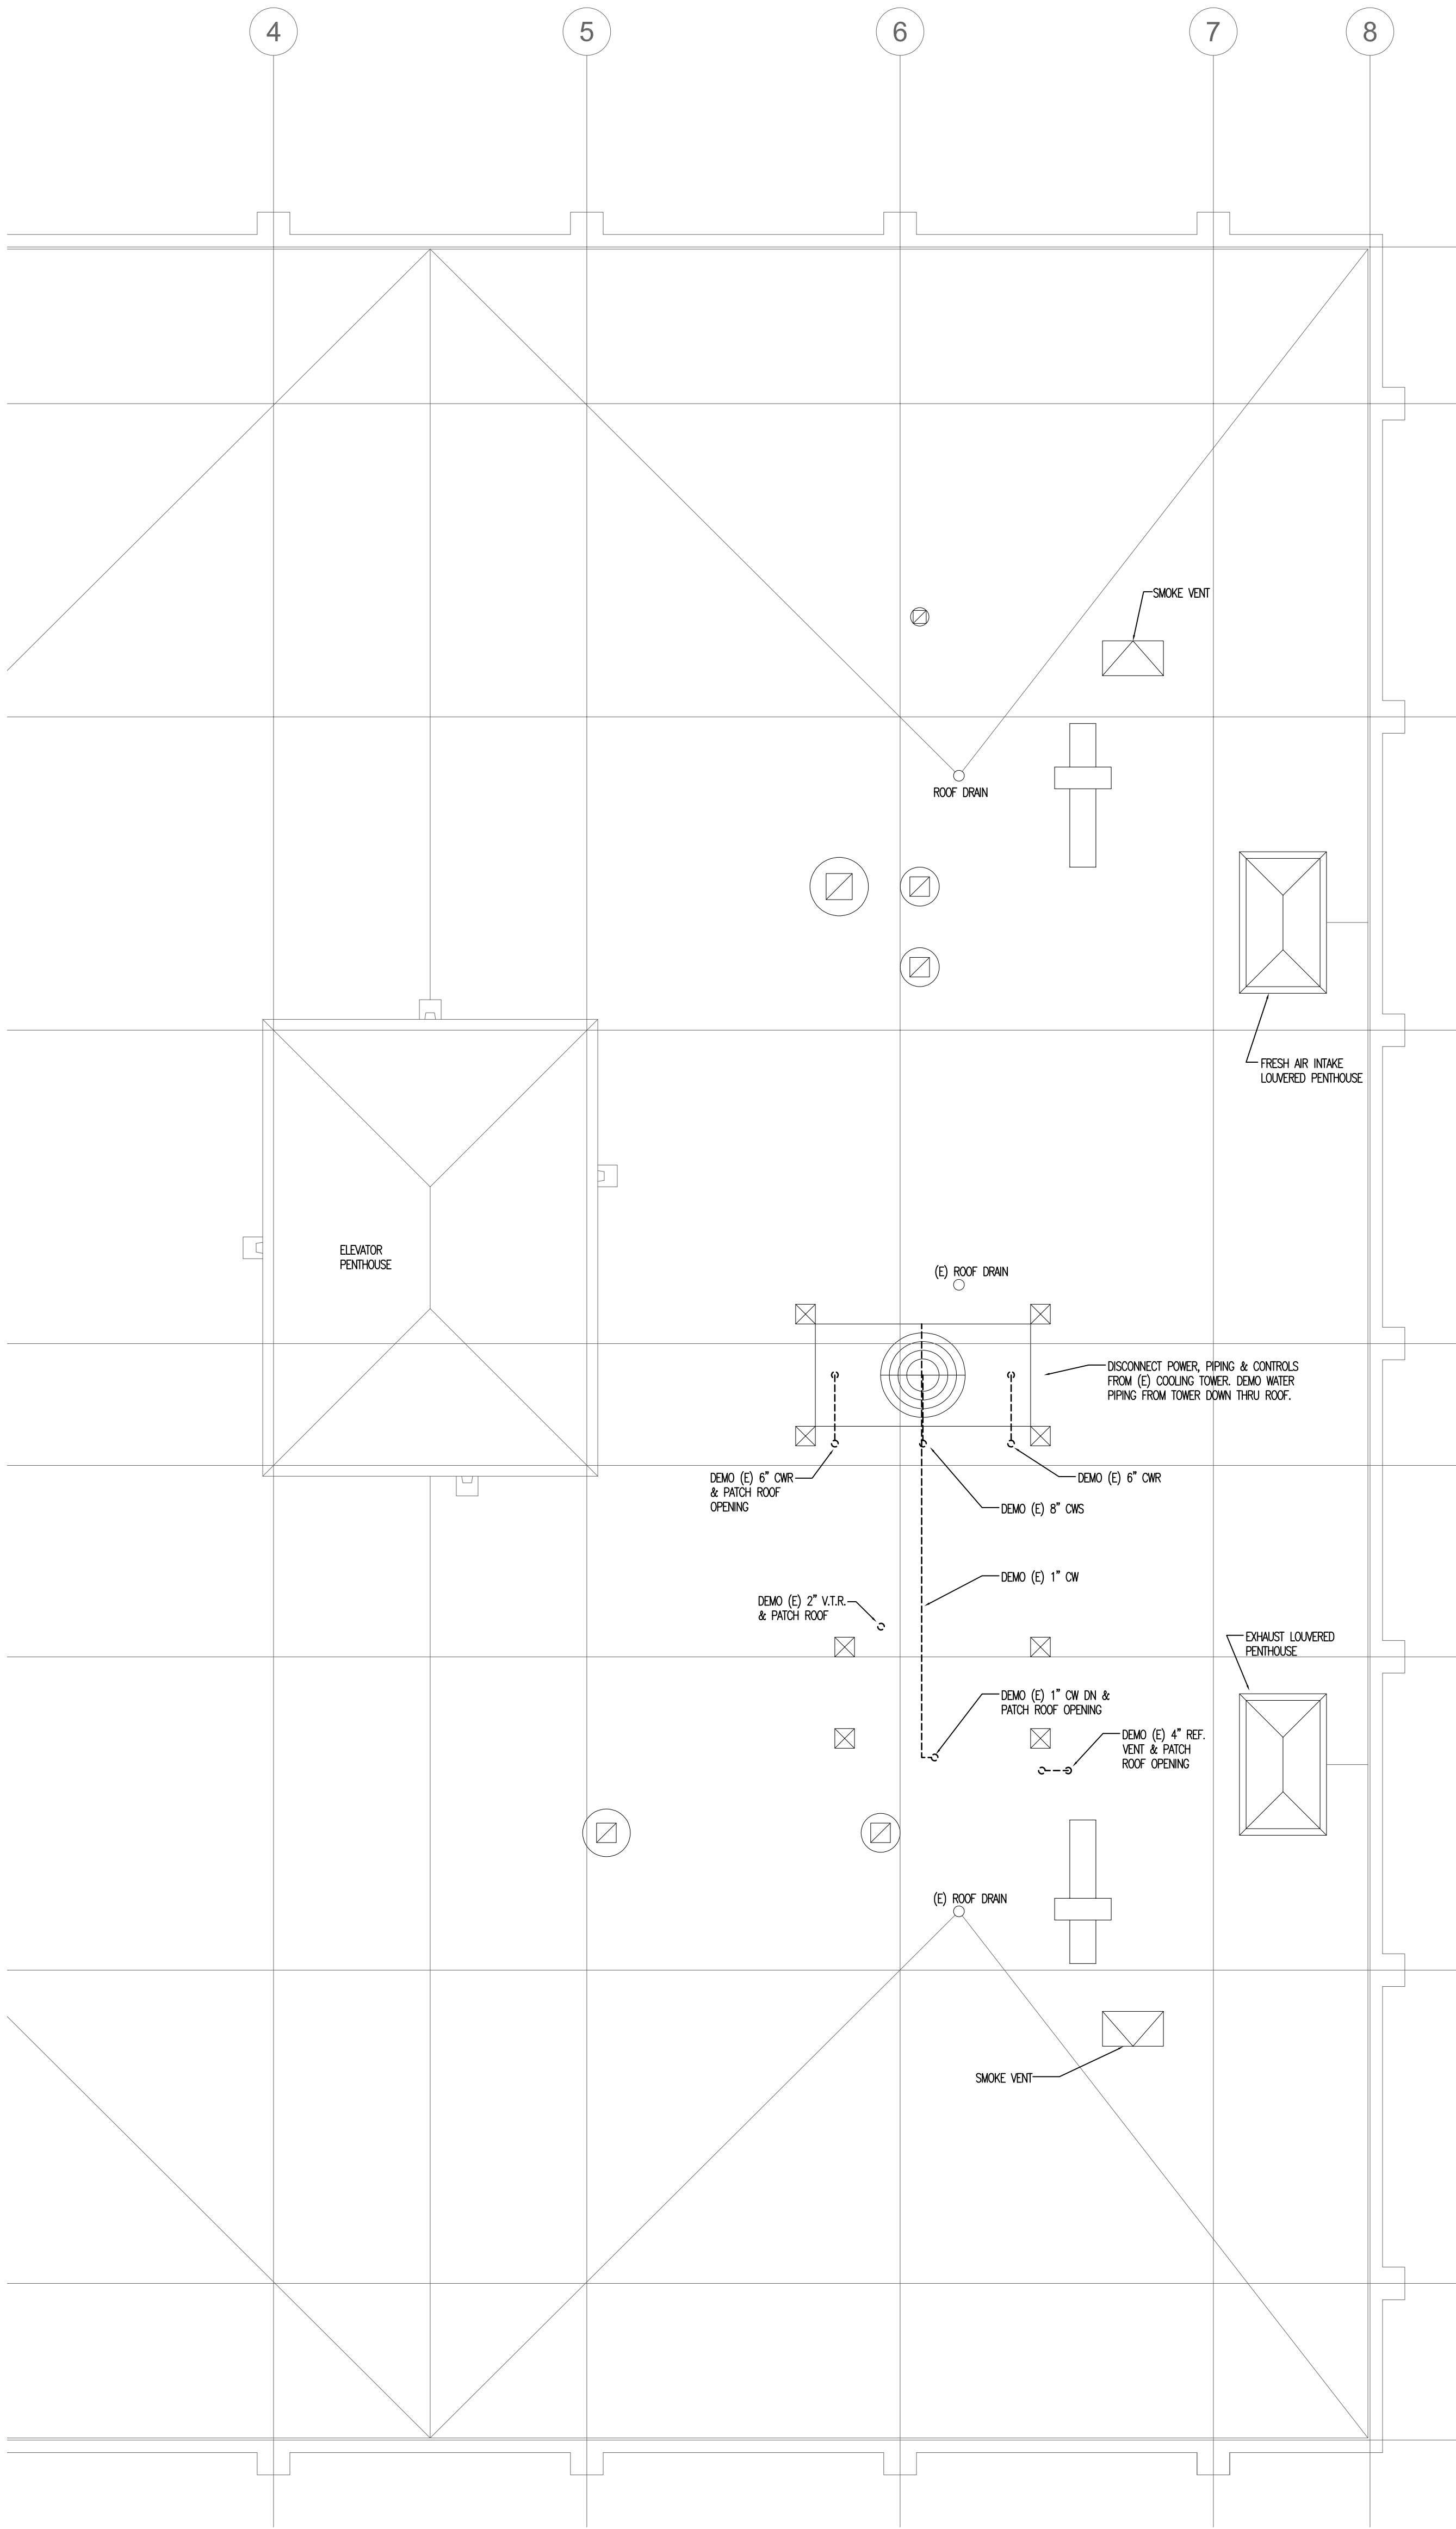 4
5
6
7
8
SMOKE VENT
ROOF DRAIN
FRESH AIR INTAKE
LOUVERED PENTHOUSE
ELEVATOR
PENTHOUSE
(E) ROOF DRAIN
DISCONNECT POWER, PIPING & CONTROLS
FROM (E) COOLING TOWER. DEMO WATER
PIPING FROM TOWER DOWN THRU ROOF.
DEMO (E) 6" CWR
& PATCH ROOF
OPENING
DEMO (E) 6" CWR
DEMO (E) 8" CWS
DEMO (E) 1" CW
DEMO (E) 2" V.T.R.
& PATCH ROOF
EXHAUST LOUVERED
PENTHOUSE
DEMO (E) 1" CW DN &
PATCH ROOF OPENING
DEMO (E) 4" REF.
VENT & PATCH
ROOF OPENING
(E) ROOF DRAIN
SMOKE VENT